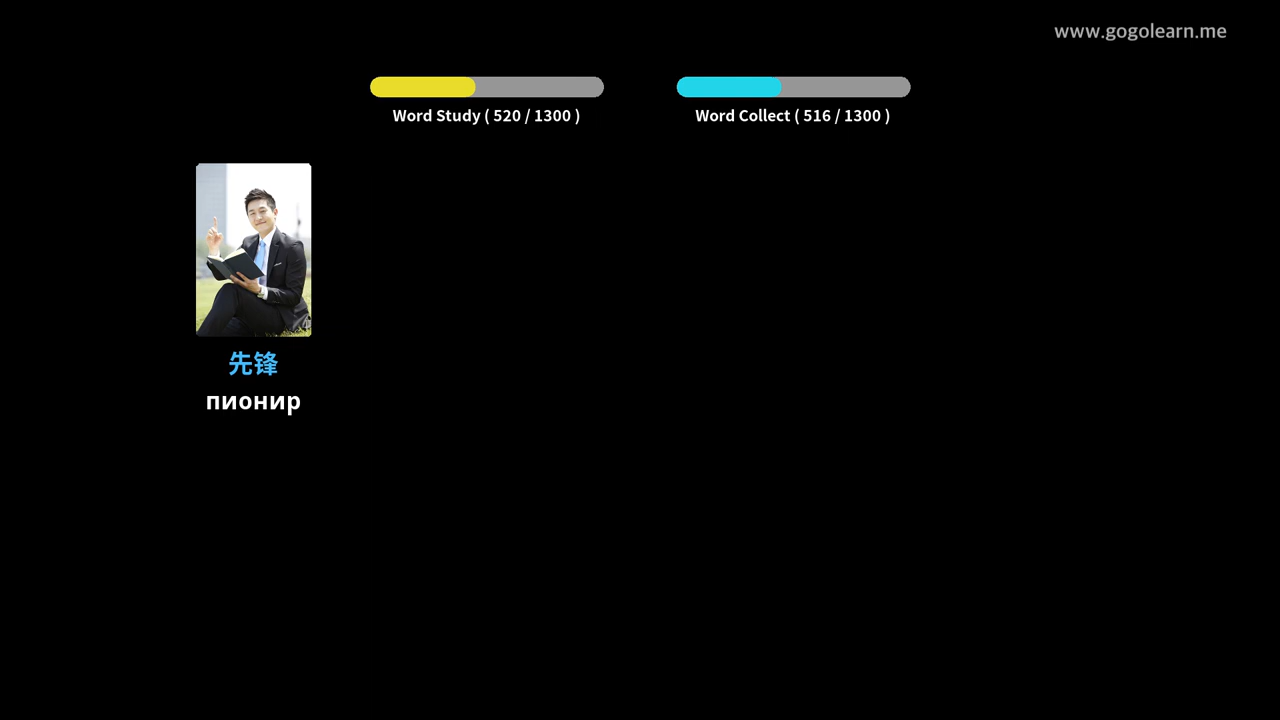 www.gogolearn.me
Word Study ( 520 / 1300 )
Word Collect ( 516 / 1300 )
先锋
пионир